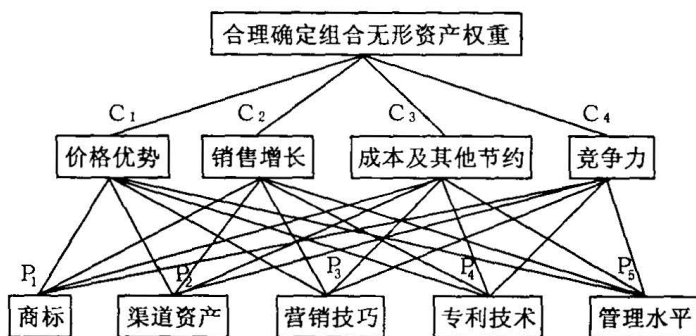 合理确定组合无形资产权重
C1 C2 C3 C4
价格优势 销售增长 成本及其他节约 竞争力
P1 P2 P3 P4 P5
商标 渠道资产 营销技巧 专利技术 管理水平